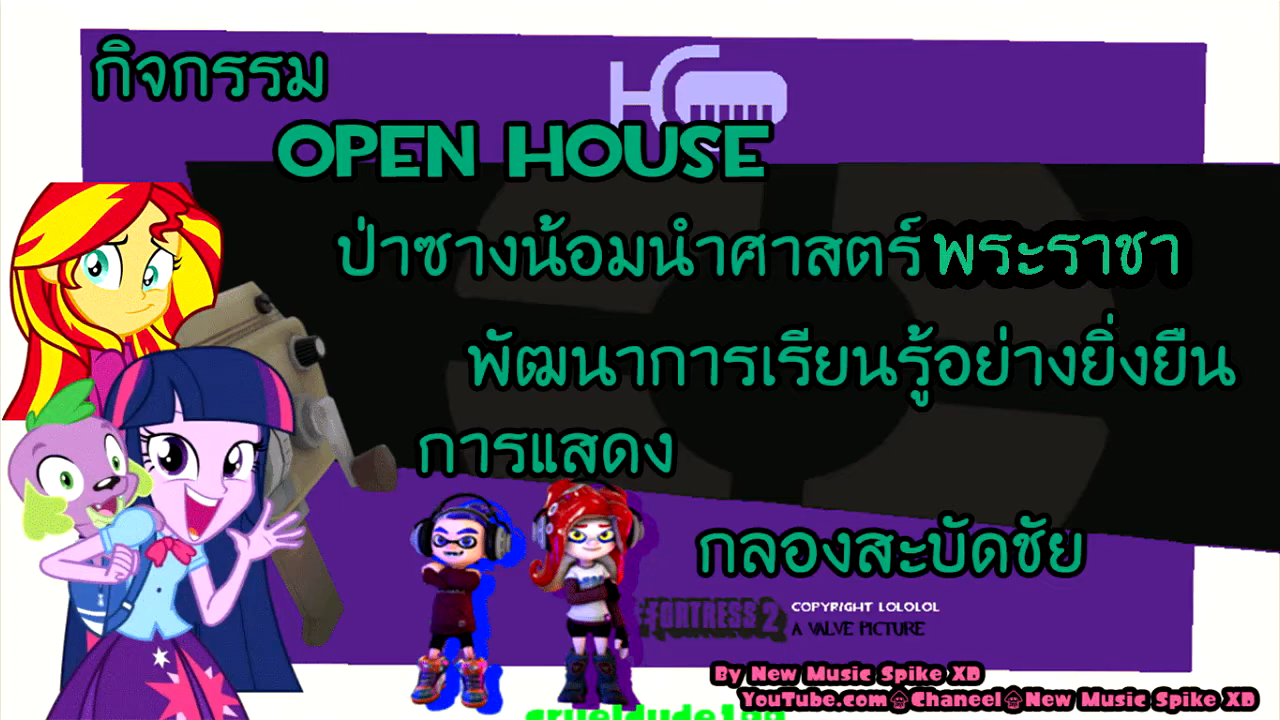 กิจกรรม
OPEN HOUSE
ป่าซางน้อมนำศาสตร์พระราชา
พัฒนาการเรียนรู้อย่างยิ่งยืน
การแสดง
กลองสะบัดชัย
FORTRESS 2
COPYRIGHT LOLOLOL
A VALVE PICTURE
By New Music Spike XD
YouTube.com Chaneel New Music Spike XD